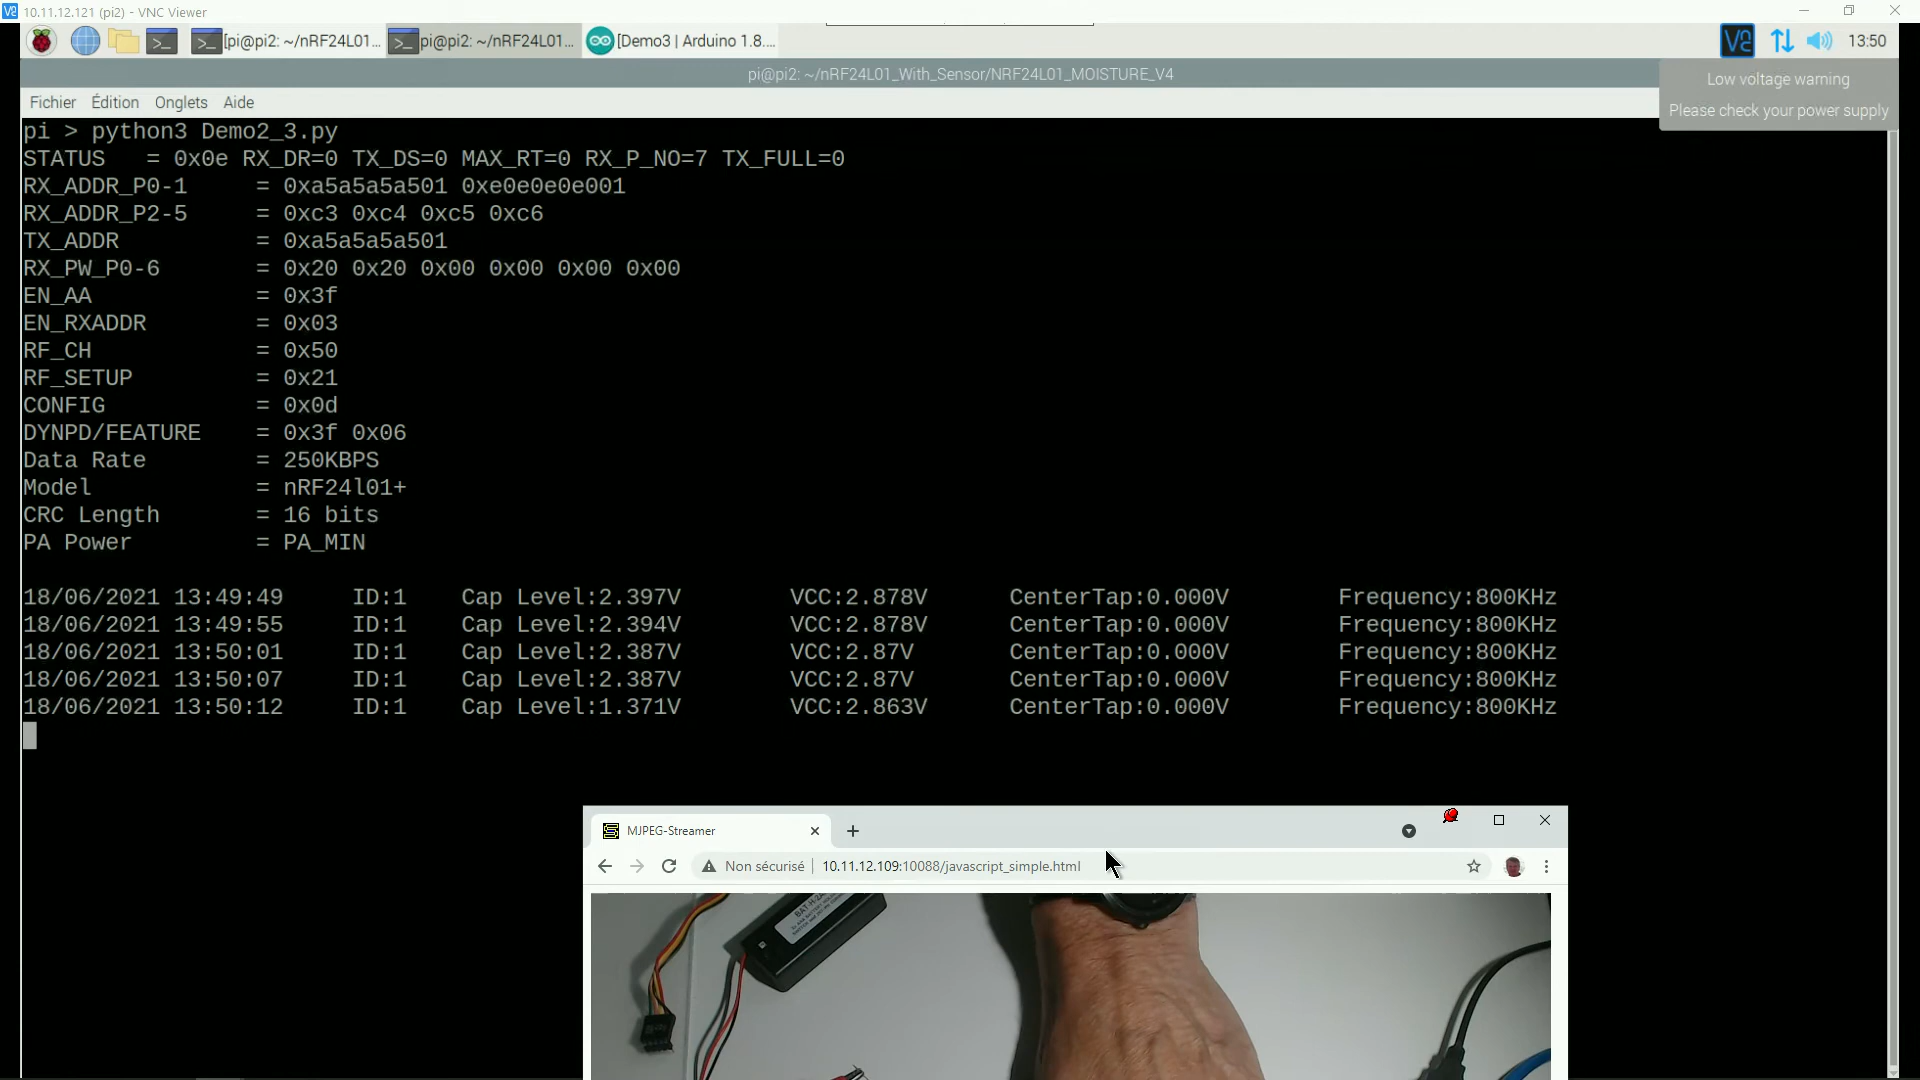 10.11.12.121 (pi2) - VNC Viewer
[pi@pi2: ~/nRF24L01... pi@pi2: ~/nRF24L01... [Demo3 | Arduino 1.8.... 13:50
pi@pi2: ~/nRF24L01_With_Sensor/NRF24L01_MOISTURE_V4
Low voltage warning
Please check your power supply
Fichier Édition Onglets Aide
pi > python3 Demo2_3.py
STATUS = 0x0e RX_DR=0 TX_DS=0 MAX_RT=0 RX_P_NO=7 TX_FULL=0
RX_ADDR_P0-1 = 0xa5a5a5a501 0xe0e0e0e001
RX_ADDR_P2-5 = 0xc3 0xc4 0xc5 0xc6
TX_ADDR = 0xa5a5a5a501
RX_PW_P0-6 = 0x20 0x20 0x00 0x00 0x00 0x00
EN_AA = 0x3f
EN_RXADDR = 0x03
RF_CH = 0x50
RF_SETUP = 0x21
CONFIG = 0x0d
DYNPD/FEATURE = 0x3f 0x06
Data Rate = 250KBPS
Model = nRF24l01+
CRC Length = 16 bits
PA Power = PA_MIN
18/06/2021 13:49:49 ID:1 Cap Level:2.397V VCC:2.878V CenterTap:0.000V Frequency:800KHz
18/06/2021 13:49:55 ID:1 Cap Level:2.394V VCC:2.878V CenterTap:0.000V Frequency:800KHz
18/06/2021 13:50:01 ID:1 Cap Level:2.387V VCC:2.87V CenterTap:0.000V Frequency:800KHz
18/06/2021 13:50:07 ID:1 Cap Level:2.387V VCC:2.87V CenterTap:0.000V Frequency:800KHz
18/06/2021 13:50:12 ID:1 Cap Level:1.371V VCC:2.863V CenterTap:0.000V Frequency:800KHz
MJPEG-Streamer
Non sécurisé 10.11.12.109:10088/javascript_simple.html